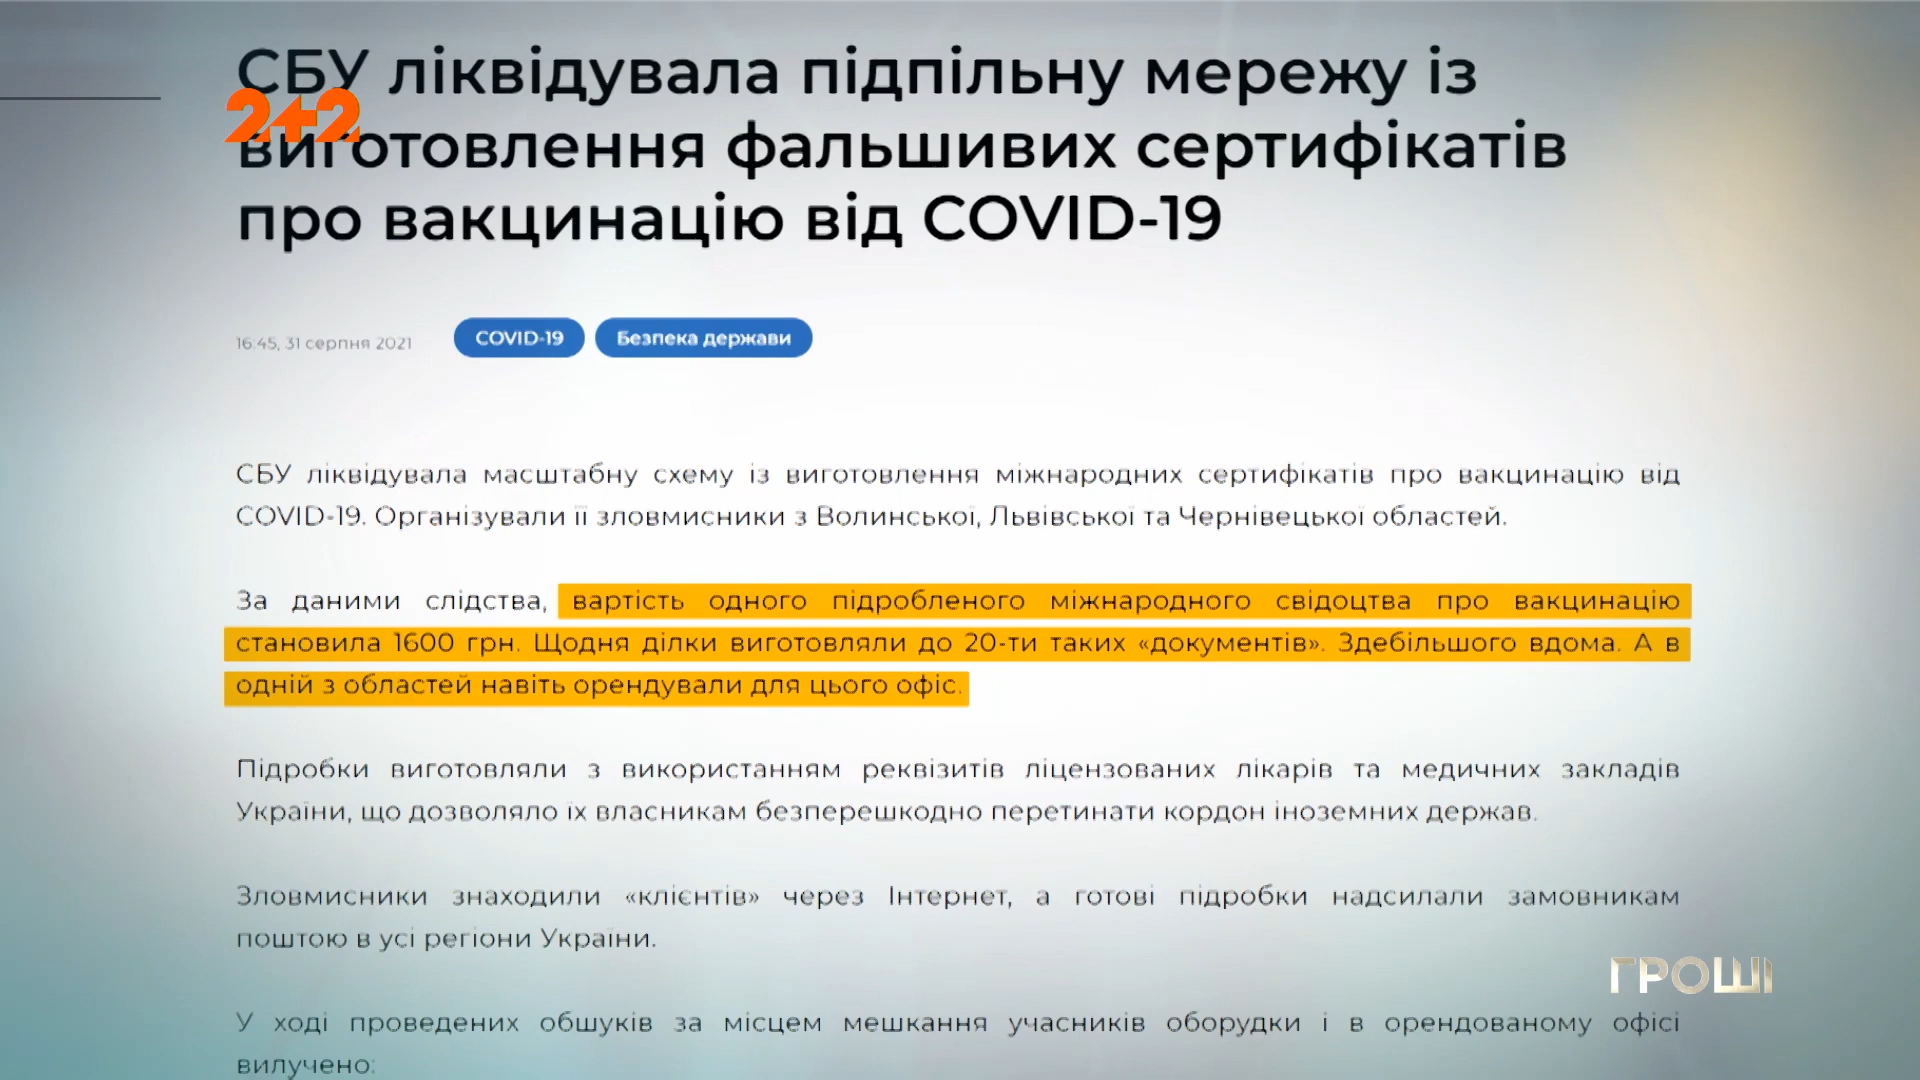 СБУ ліквідувала підпільну мережу із
2+2
виготовлення фальшивих сертифікатів
про вакцинацію від COVID-19
16:45, 31 серпня 2021
COVID-19
Безпека держави
СБУ ліквідувала масштабну схему із виготовлення міжнародних сертифікатів про вакцинацію від
COVID-19. Організували її зловмисники з Волинської, Львівської та Чернівецької областей.
За даними слідства, вартість одного підробленого міжнародного свідоцтва про вакцинацію
становила 1600 грн. Щодня ділки виготовляли до 20-ти таких «документів». Здебільшого вдома. А в
одній з областей навіть орендували для цього офіс.
Підробки виготовляли з використанням реквізитів ліцензованих лікарів та медичних закладів
України, що дозволяло їх власникам безперешкодно перетинати кордон іноземних держав.
Зловмисники знаходили «клієнтів» через Інтернет, а готові підробки надсилали замовникам
поштою в усі регіони України.
ГРОШІ
У ході проведених обшуків за місцем мешкання учасників оборудки і в орендованому офісі
вилучено: